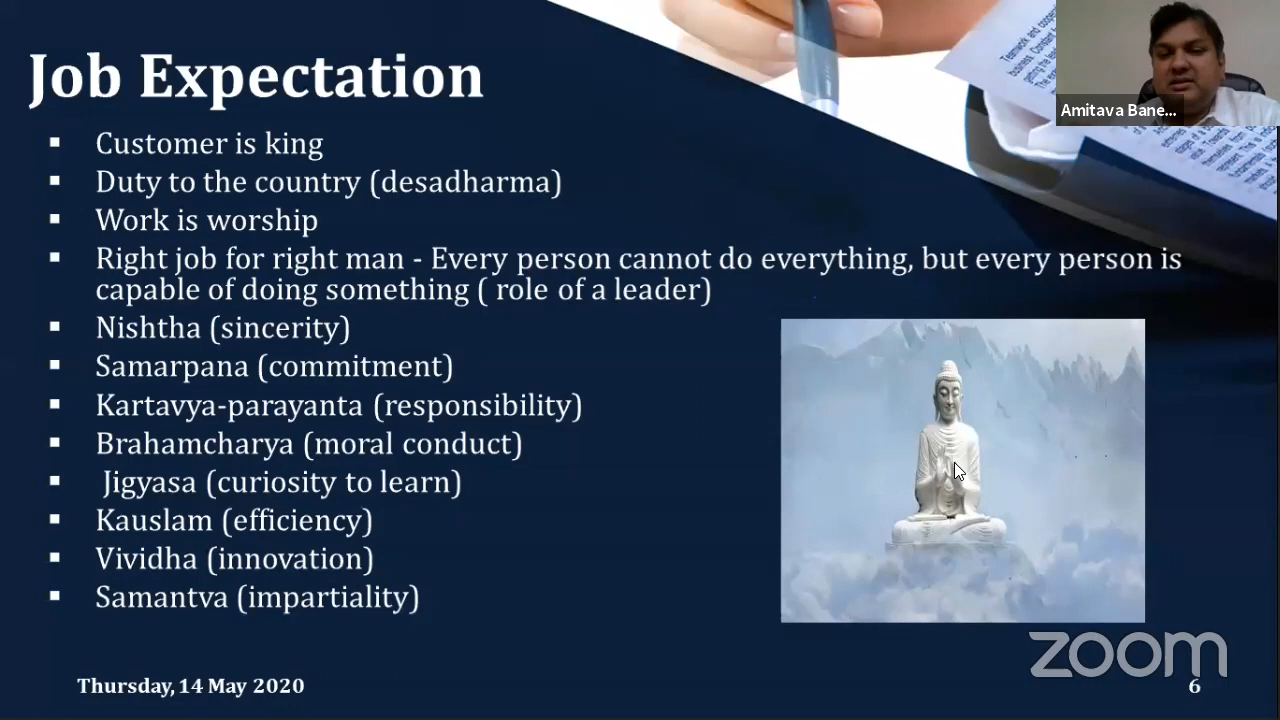 Job Expectation
Amitava Bane...
Customer is king
Duty to the country (desadharma)
Work is worship
Right job for right man - Every person cannot do everything, but every person is
capable of doing something ( role of a leader)
Nishtha (sincerity)
Samarpana (commitment)
Kartavya-parayanta (responsibility)
Brahamcharya (moral conduct)
Jigyasa (curiosity to learn)
Kauslam (efficiency)
Vividha (innovation)
Samantva (impartiality)
zoom
Thursday, 14 May 2020
6